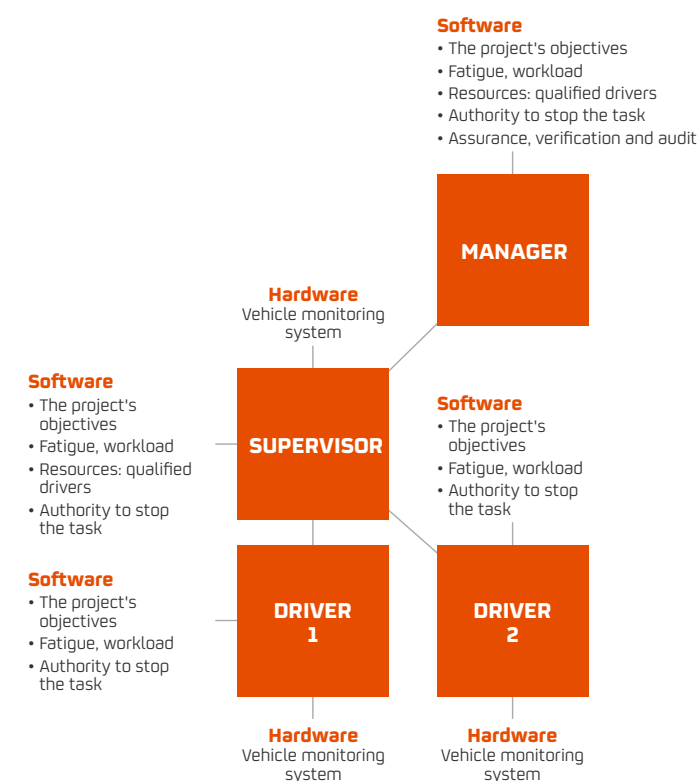 Software
• The project's objectives
• Fatigue, workload
• Resources: qualified drivers
• Authority to stop the task
• Assurance, verification and audit
MANAGER
Hardware
Vehicle monitoring
system
Software
• The project's
objectives
• Fatigue, workload
• Resources: qualified
drivers
• Authority to stop
the task
SUPERVISOR
Software
• The project's
objectives
• Fatigue, workload
• Authority to stop
the task
Software
• The project's
objectives
• Fatigue, workload
• Authority to stop
the task
DRIVER
1
DRIVER
2
Hardware
Vehicle monitoring
system
Hardware
Vehicle monitoring
system